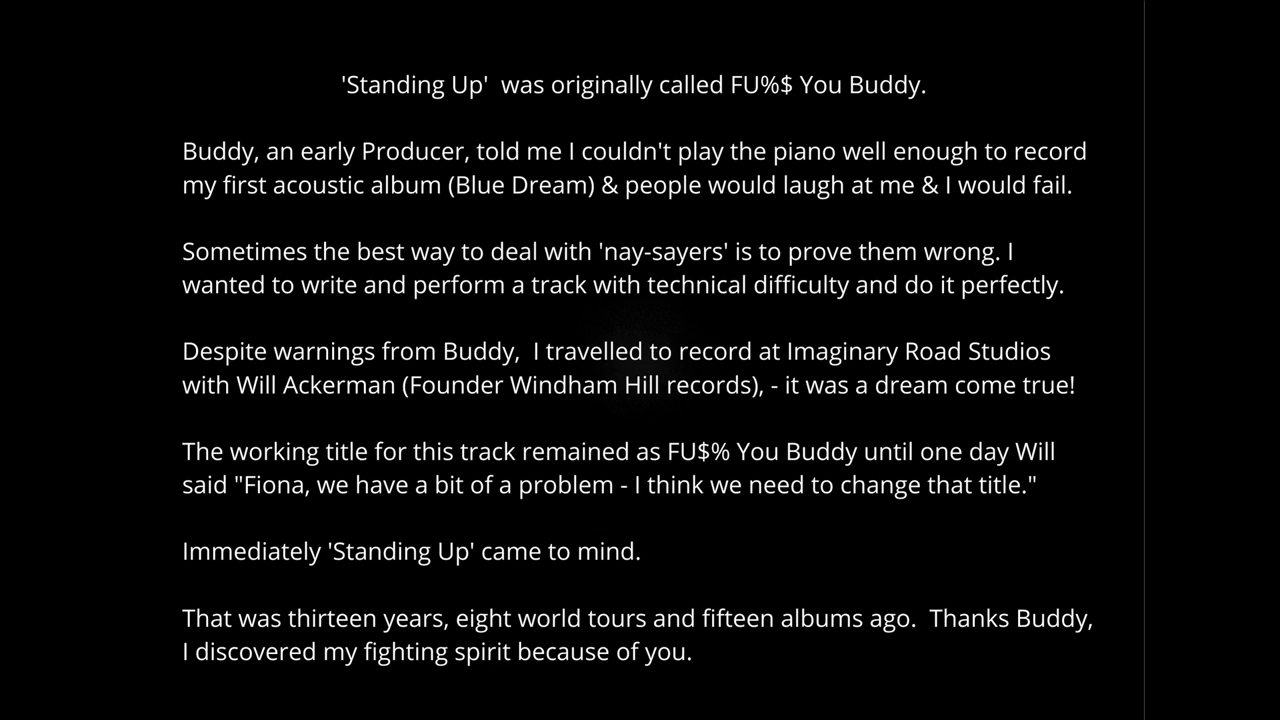 'Standing Up'  was originally called FU%$ You Buddy.
Buddy, an early Producer, told me I couldn't play the piano well enough to record
my first acoustic album (Blue Dream) & people would laugh at me & I would fail.
Sometimes the best way to deal with 'nay-sayers' is to prove them wrong. I
wanted to write and perform a track with technical difficulty and do it perfectly.
Despite warnings from Buddy,  I travelled to record at Imaginary Road Studios
with Will Ackerman (Founder Windham Hill records), - it was a dream come true!
The working title for this track remained as FU$% You Buddy until one day Will
said "Fiona, we have a bit of a problem - I think we need to change that title."
Immediately 'Standing Up' came to mind.
That was thirteen years, eight world tours and fifteen albums ago.  Thanks Buddy,
I discovered my fighting spirit because of you.